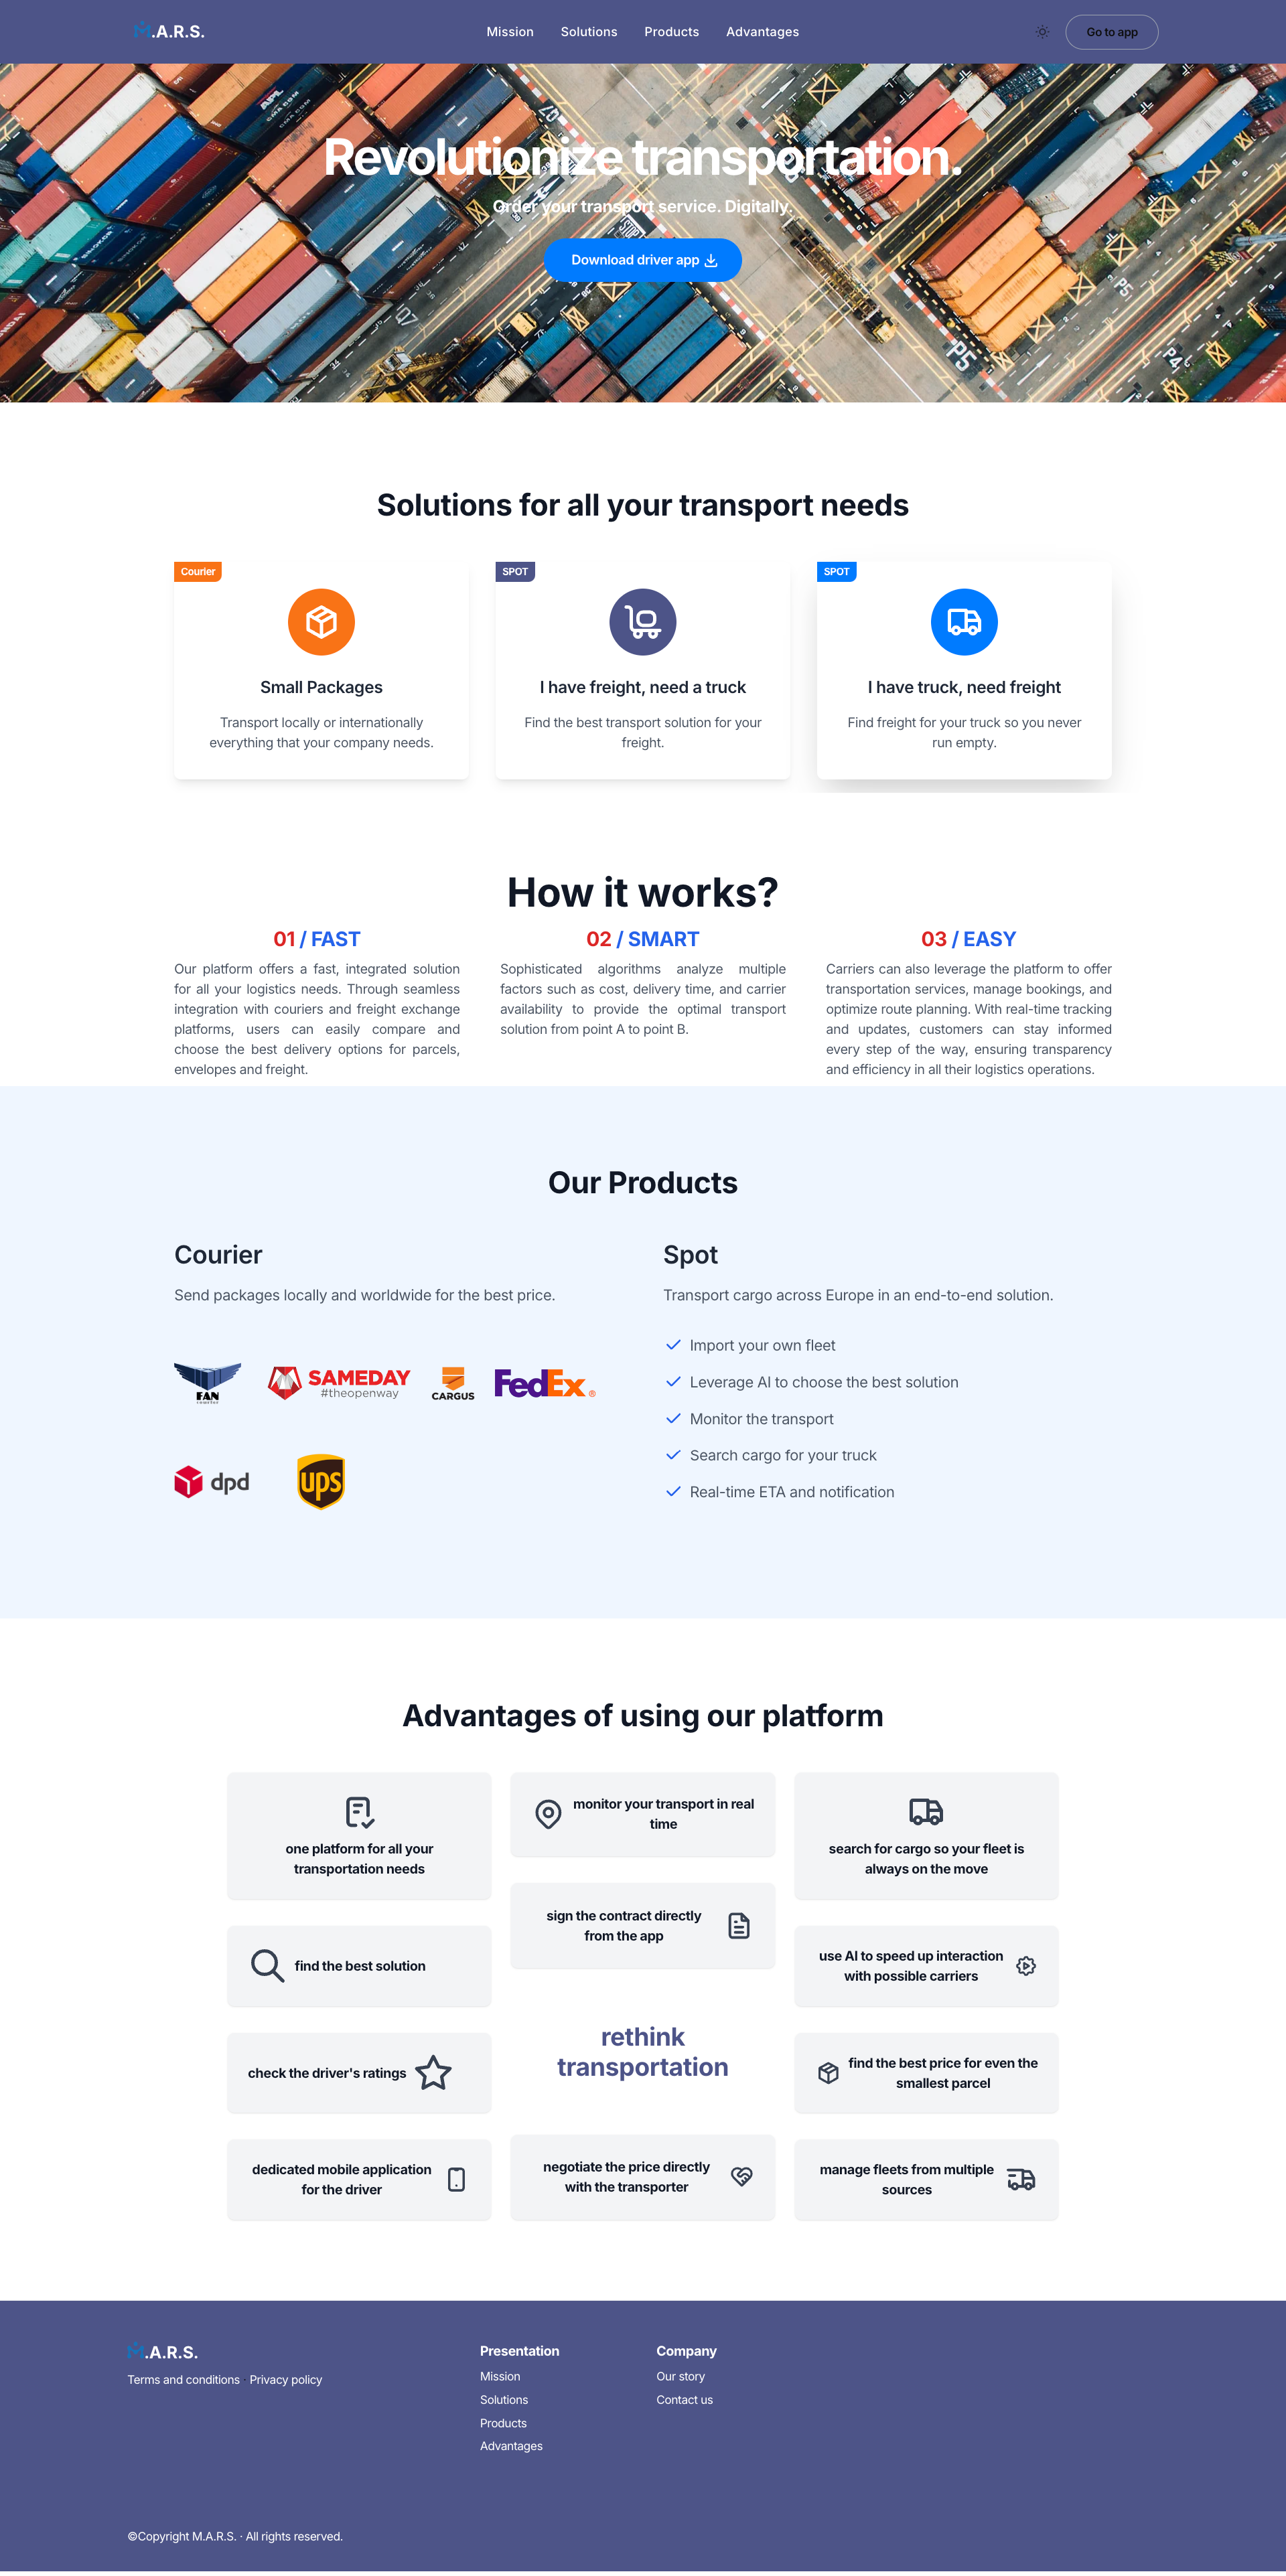 M.A.R.S.
Mission
Solutions
Products
Advantages
Go to app
Revolutionize transportation.
Order your transport service. Digitally.
Download driver app
P5
P5
P4
Solutions for all your transport needs
Courier
Small Packages
Transport locally or internationally
everything that your company needs.
SPOT
I have freight, need a truck
Find the best transport solution for your
freight.
SPOT
I have truck, need freight
Find freight for your truck so you never
run empty.
How it works?
01 / FAST
Our platform offers a fast, integrated solution
for all your logistics needs. Through seamless
integration with couriers and freight exchange
platforms, users can easily compare and
choose the best delivery options for parcels,
envelopes and freight.
02 / SMART
Sophisticated algorithms analyze multiple
factors such as cost, delivery time, and carrier
availability to provide the optimal transport
solution from point A to point B.
03 / EASY
Carriers can also leverage the platform to offer
transportation services, manage bookings, and
optimize route planning. With real-time tracking
and updates, customers can stay informed
every step of the way, ensuring transparency
and efficiency in all their logistics operations.
Our Products
Courier
Send packages locally and worldwide for the best price.
FAN
SAMEDAY
#theopenway
CARGUS
FedEx®
dpd
ups
Spot
Transport cargo across Europe in an end-to-end solution.
Import your own fleet
Leverage AI to choose the best solution
Monitor the transport
Search cargo for your truck
Real-time ETA and notification
Advantages of using our platform
one platform for all your
transportation needs
find the best solution
check the driver's ratings
dedicated mobile application
for the driver
monitor your transport in real
time
sign the contract directly
from the app
rethink
transportation
negotiate the price directly
with the transporter
search for cargo so your fleet is
always on the move
use AI to speed up interaction
with possible carriers
find the best price for even the
smallest parcel
manage fleets from multiple
sources
M.A.R.S.
Terms and conditions · Privacy policy
Presentation
Mission
Solutions
Products
Advantages
Company
Our story
Contact us
©Copyright M.A.R.S. · All rights reserved.